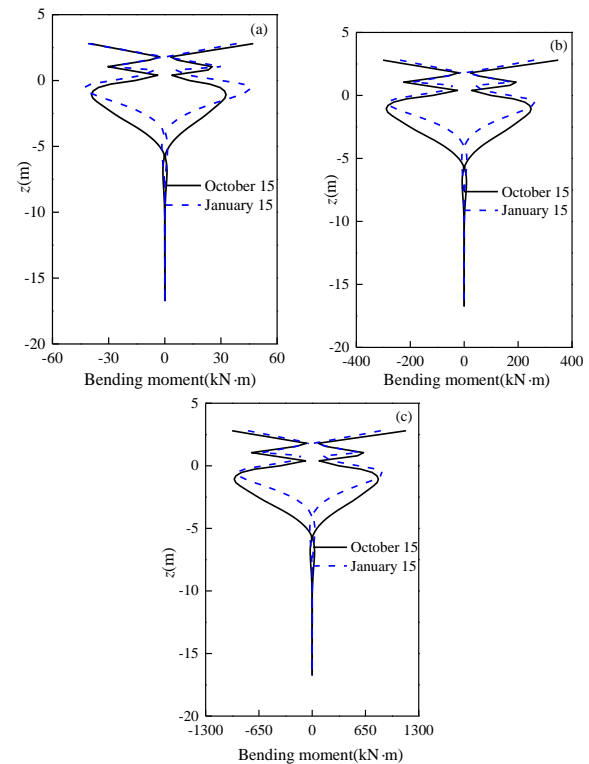 (a)
5
0
-5
-10
-15
-20
z(m)
October 15
January 15
-60 -30 0 30 60
Bending moment(kN·m)
(b)
5
0
-5
-10
-15
-20
z(m)
October 15
January 15
-400 -200 0 200 400
Bending moment(kN·m)
(c)
5
0
-5
-10
-15
-20
z(m)
October 15
January 15
-1300 -650 0 650 1300
Bending moment(kN·m)